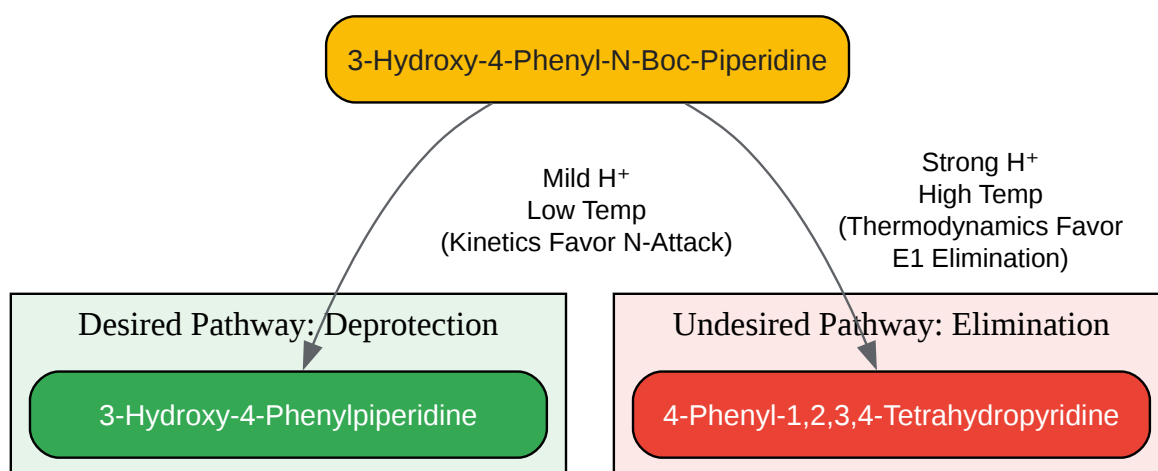 3-Hydroxy-4-Phenyl-N-Boc-Piperidine
Mild H⁺
Low Temp
(Kinetics Favor N-Attack)
Strong H⁺
High Temp
(Thermodynamics Favor
E1 Elimination)
Desired Pathway: Deprotection
3-Hydroxy-4-Phenylpiperidine
Undesired Pathway: Elimination
4-Phenyl-1,2,3,4-Tetrahydropyridine